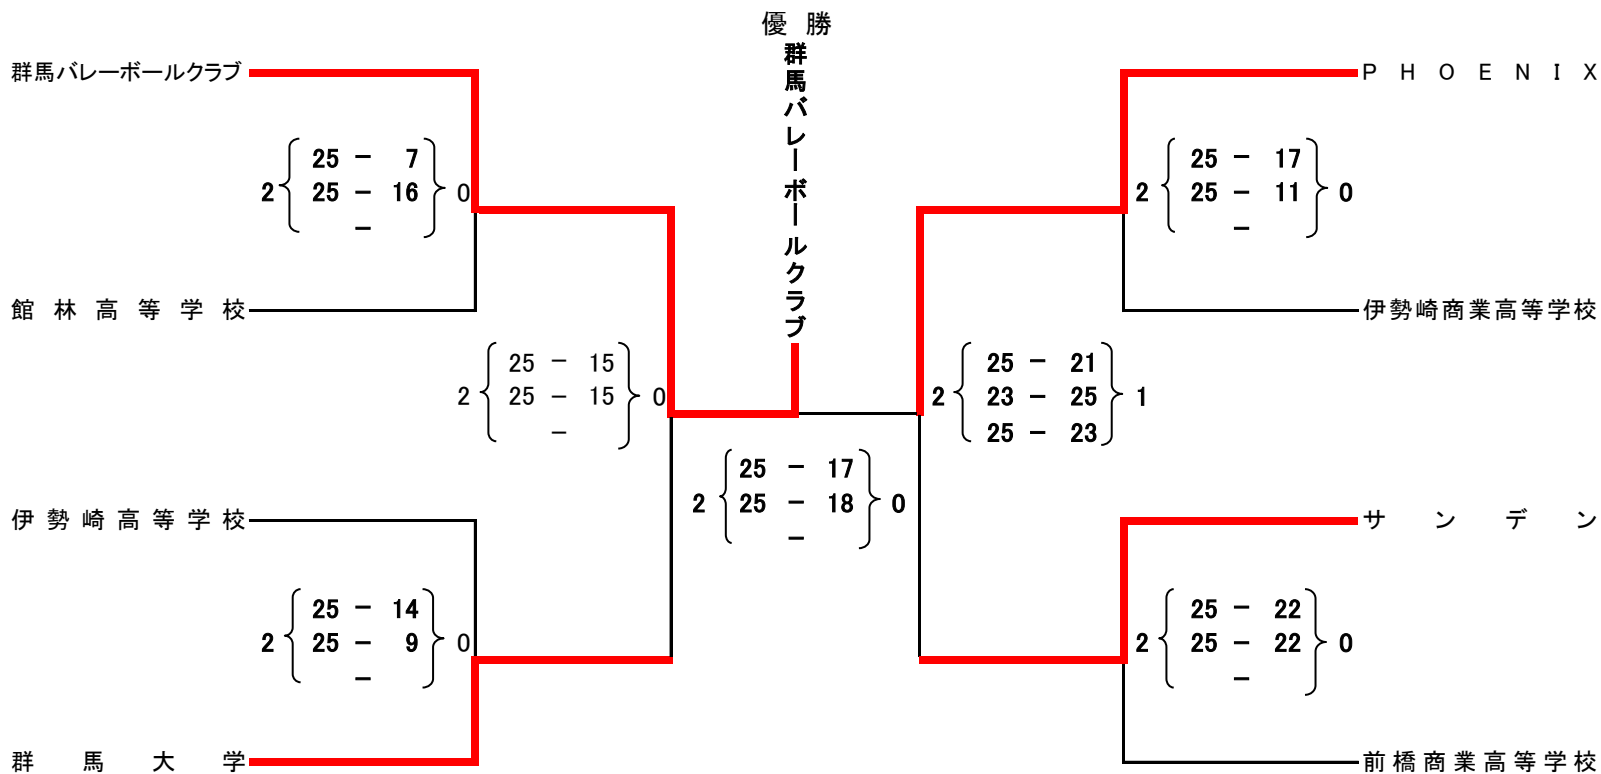 優勝
群馬バレーボールクラブ
群馬バレーボールクラブ
PHOENIX
25 － 7
2 25 － 16 0
－
25 － 17
2 25 － 11 0
－
館林高等学校
伊勢崎商業高等学校
25 － 15
2 25 － 15 0
－
25 － 21
2 23 － 25 1
25 － 23
25 － 17
2 25 － 18 0
－
伊勢崎高等学校
サンデン
25 － 14
2 25 － 9 0
－
25 － 22
2 25 － 22 0
－
群馬大学
前橋商業高等学校